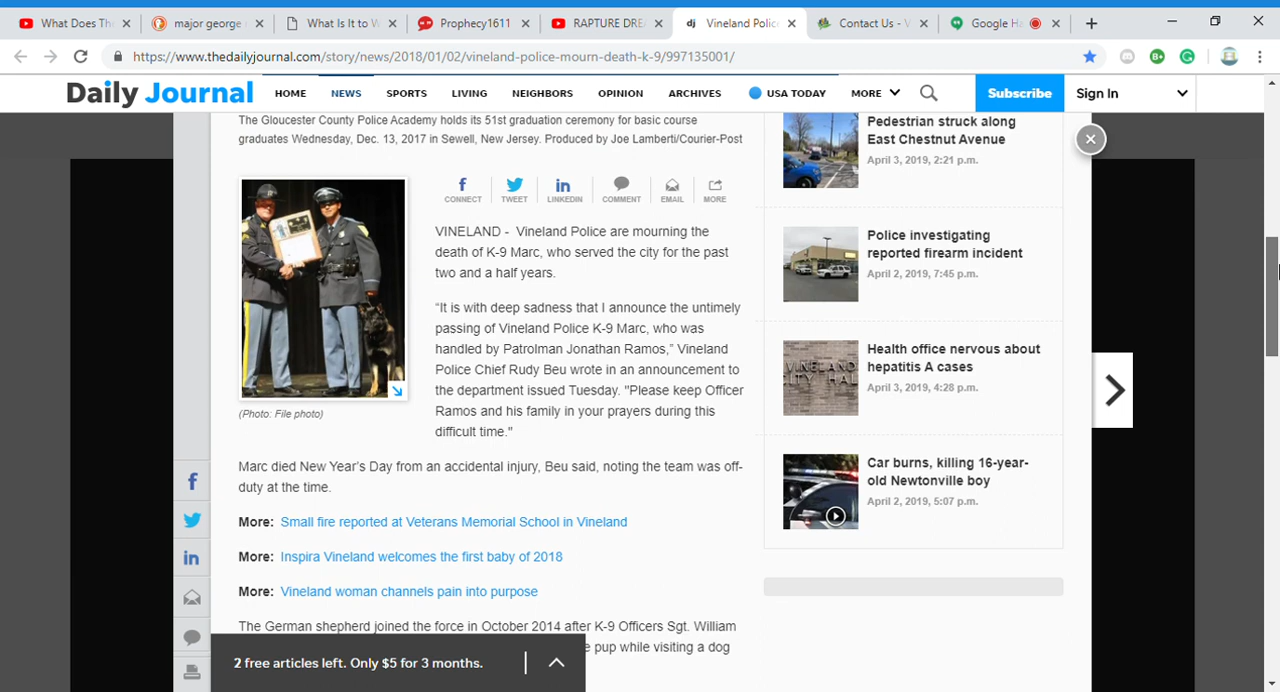 What Does Th
major george
What Is It to W
Prophecy1611
RAPTURE DRE
dj Vineland Polic
Contact Us - V
Google Ha
https://www.thedailyjournal.com/story/news/2018/01/02/vineland-police-mourn-death-k-9/997135001/
Daily Journal HOME NEWS SPORTS LIVING NEIGHBORS OPINION ARCHIVES USA TODAY MORE Subscribe Sign In
The Gloucester County Police Academy holds its 51st graduation ceremony for basic course
graduates Wednesday, Dec. 13, 2017 in Sewell, New Jersey. Produced by Joe Lamberti/Courier-Post
(Photo: File photo)
CONNECT TWEET LINKEDIN COMMENT EMAIL MORE
VINELAND - Vineland Police are mourning the
death of K-9 Marc, who served the city for the past
two and a half years.
“It is with deep sadness that I announce the untimely
passing of Vineland Police K-9 Marc, who was
handled by Patrolman Jonathan Ramos,” Vineland
Police Chief Rudy Beu wrote in an announcement to
the department issued Tuesday. "Please keep Officer
Ramos and his family in your prayers during this
difficult time."
Marc died New Year’s Day from an accidental injury, Beu said, noting the team was off-
duty at the time.
More: Small fire reported at Veterans Memorial School in Vineland
More: Inspira Vineland welcomes the first baby of 2018
More: Vineland woman channels pain into purpose
The German shepherd joined the force in October 2014 after K-9 Officers Sgt. William
e pup while visiting a dog
2 free articles left. Only $5 for 3 months.
Pedestrian struck along
East Chestnut Avenue
April 3, 2019, 2:21 p.m.
Police investigating
reported firearm incident
April 2, 2019, 7:45 p.m.
VINELAND
CITY HAL
Health office nervous about
hepatitis A cases
April 3, 2019, 4:28 p.m.
Car burns, killing 16-year-
old Newtonville boy
April 2, 2019, 5:07 p.m.